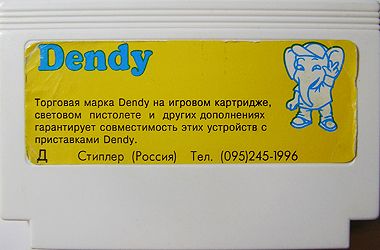 Dendy
Торговая марка Dendy на игровом картридже,
световом пистолете и других дополнениях
гарантирует совместимость этих устройств с
приставками Dendy.
Д Стиплер (Россия) Тел. (095)245-1996